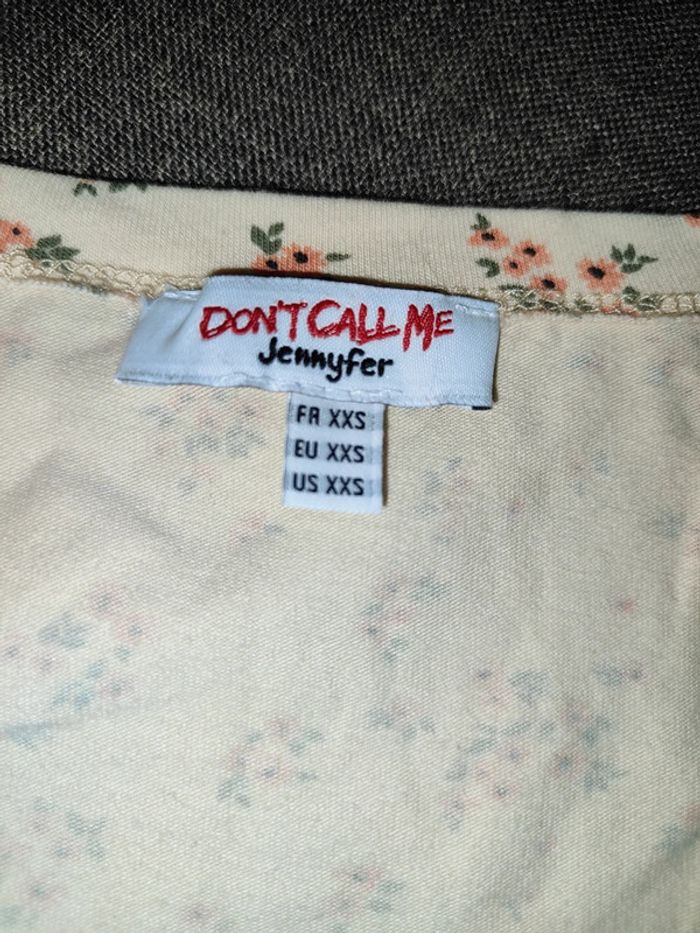 DON'T CALL ME
Jennyfer
FR XXS
EU XXS
US XXS